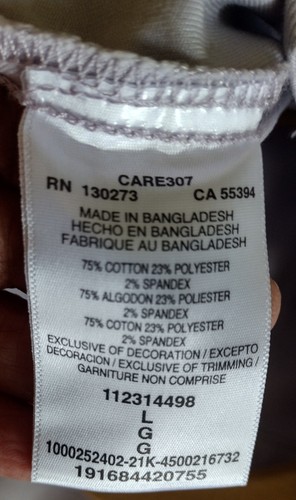 CARE307
RN 130273 CA 55394
MADE IN BANGLADESH
HECHO EN BANGLADESH
FABRIQUE AU BANGLADESH
75% COTTON 23% POLYESTER
2% SPANDEX
75% ALGODON 23% POLIESTER
2% SPANDEX
75% COTON 23% POLYESTER
2% SPANDEX
EXCLUSIVE OF DECORATION / EXCEPTO
DECORACION / EXCLUSIVE OF TRIMMING /
GARNITURE NON COMPRISE
112314498
L
G
G
1000252402-21K-4500216732
191684420755